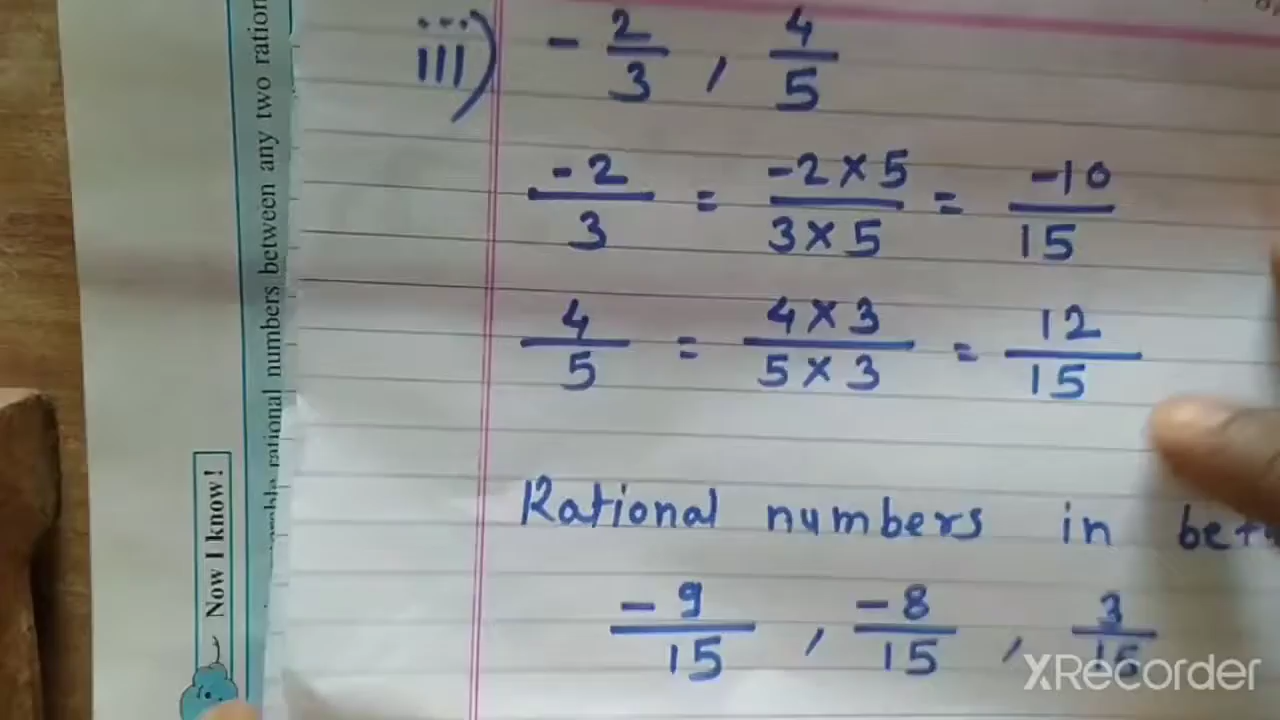 iii) -2/3 , 4/5
-2/3 = -2×5/3×5 = -10/15
4/5 = 4×3/5×3 = 12/15
Rational numbers in
-9/15 , -8/15 , 3/15
rational numbers between any two
Now I know!
XRecorder